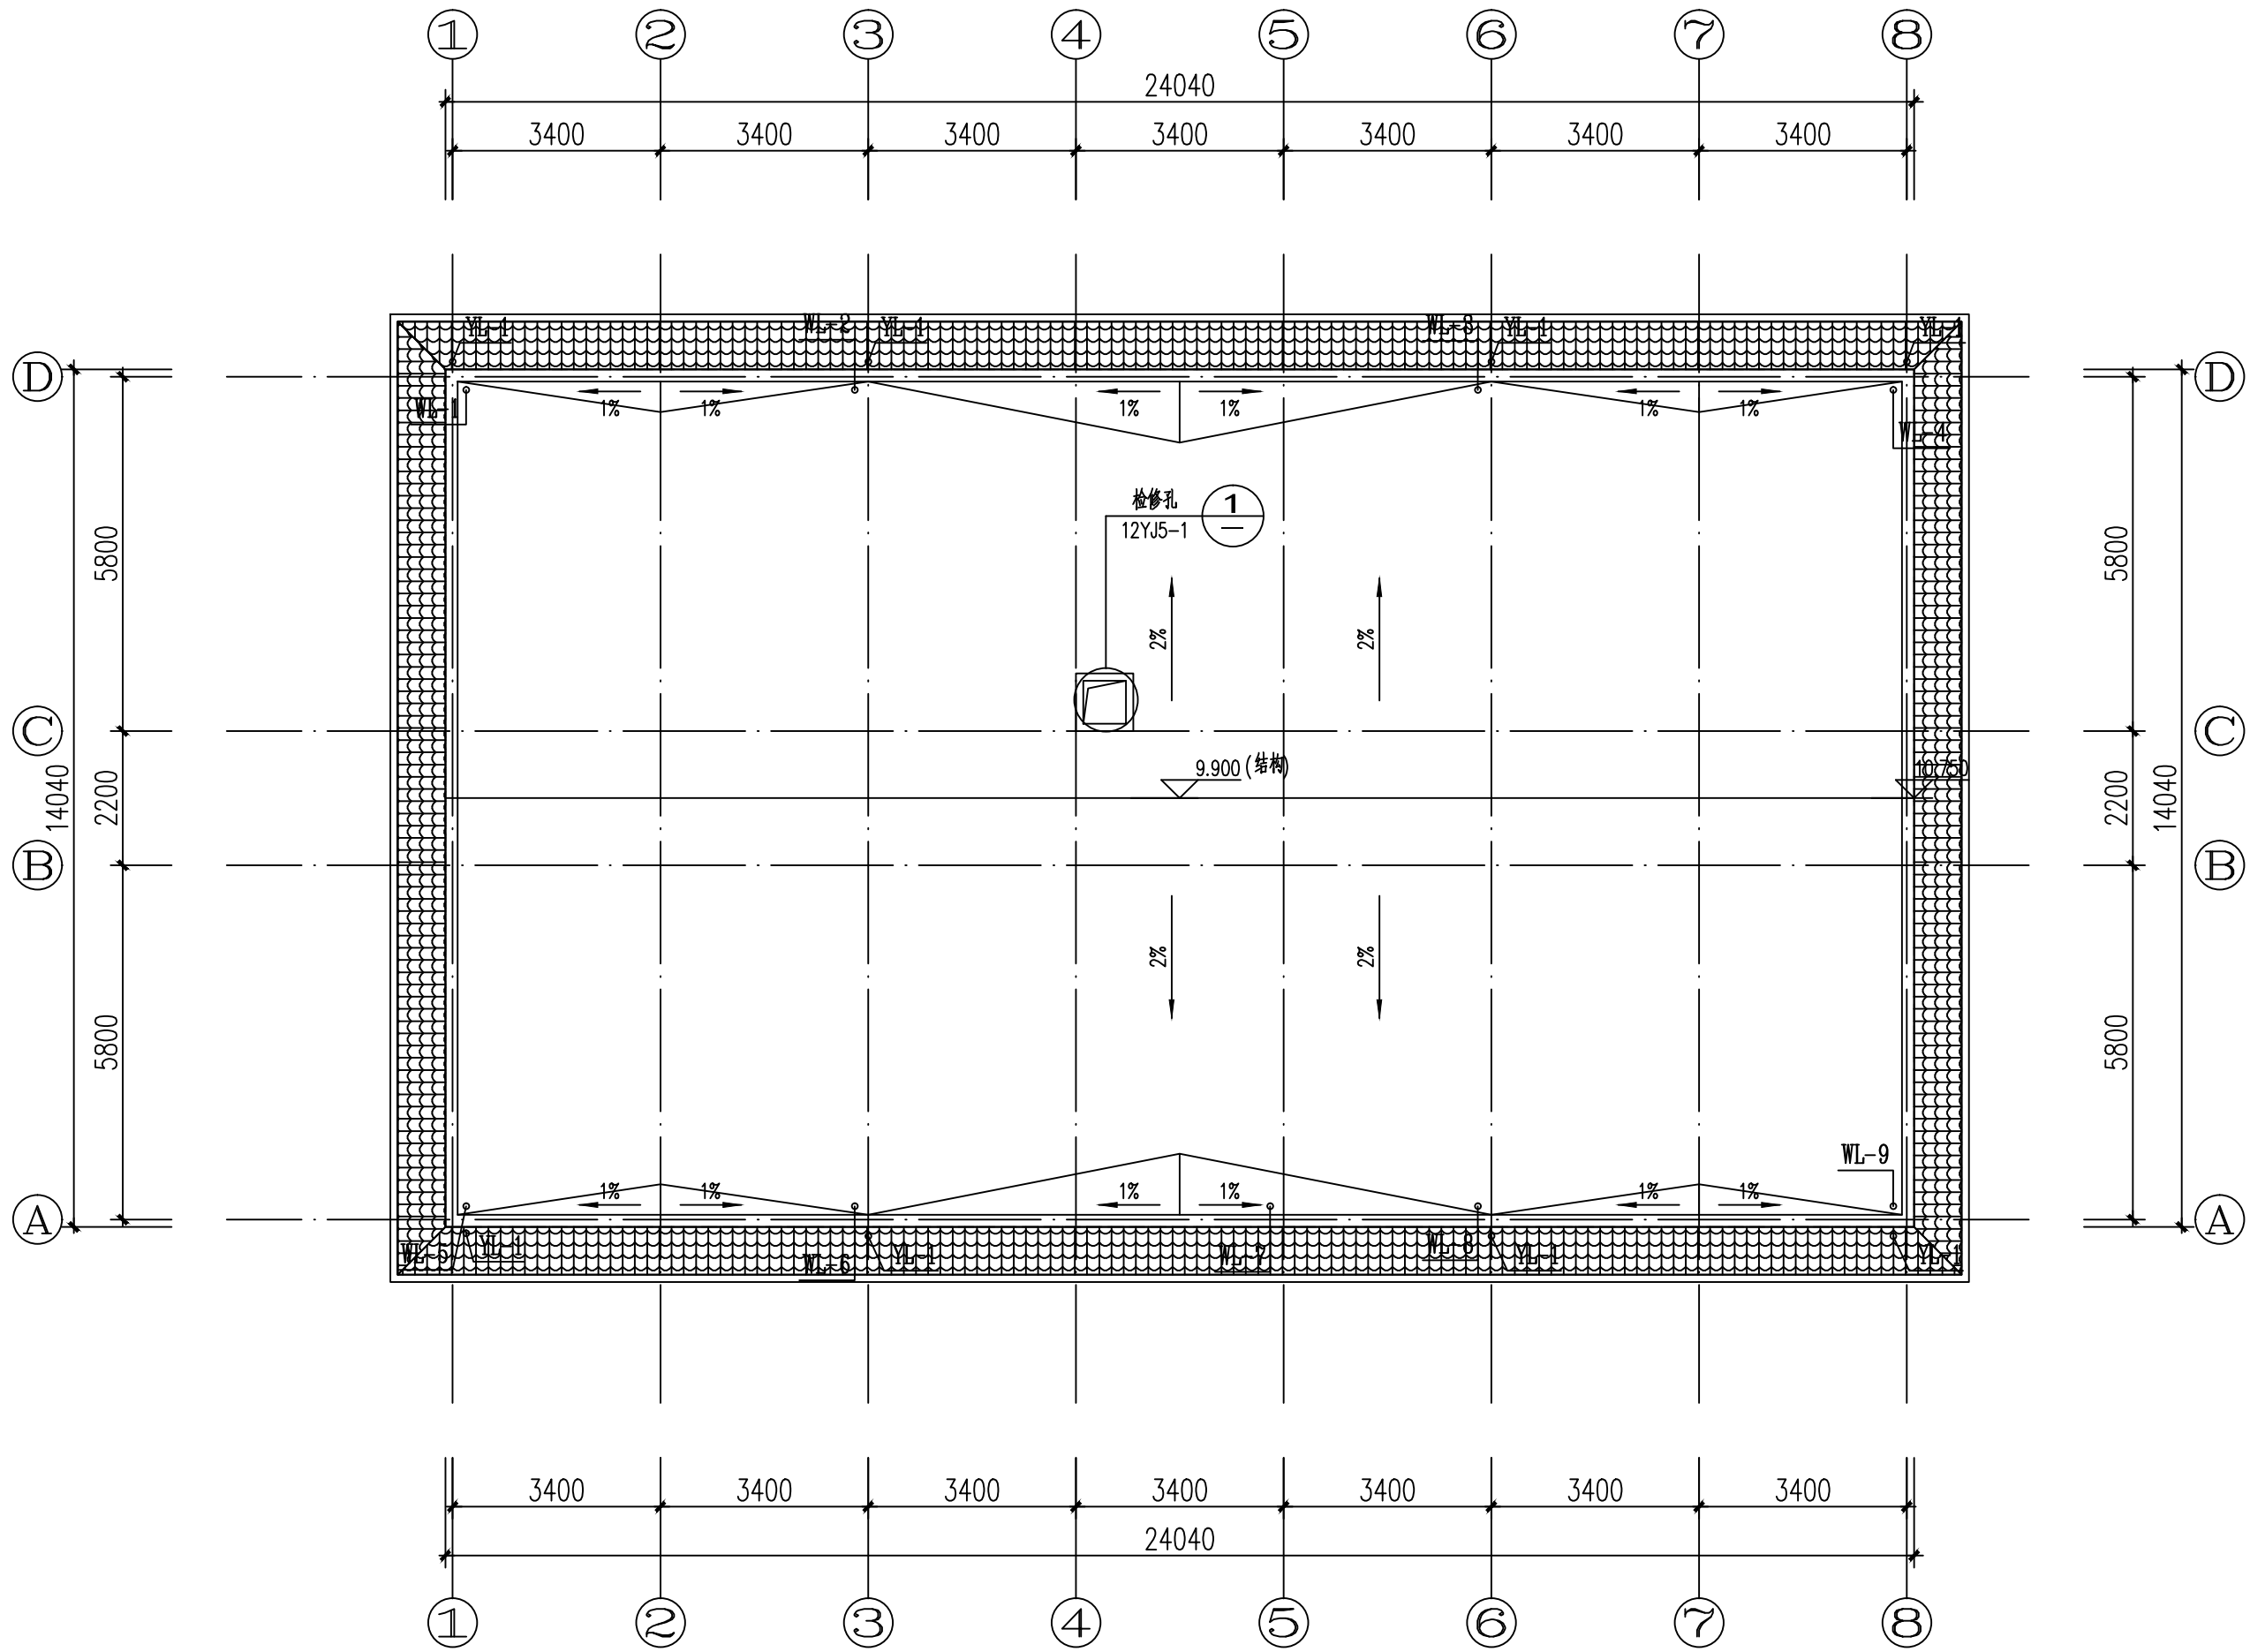 1 2 3 4 5 6 7 8
24040
3400 3400 3400 3400 3400 3400 3400
YL-1 WL-2 YL-1 WL-3 YL-1 YL-1
D D
WL-1 1% 1% 1% 1% 1% 1% WL-4
检修孔 1
12YJ5-1
5800 5800
2% 2%
C C
9.900 (结构) 10.750
14040 2200 2200 14040
B B
2% 2%
5800 5800
WL-9
1% 1% 1% 1% 1% 1%
A A
WL-5 YL-1 WL-6 YL-1 WL-7 WL-8 YL-1 YL-1
3400 3400 3400 3400 3400 3400 3400
24040
1 2 3 4 5 6 7 8